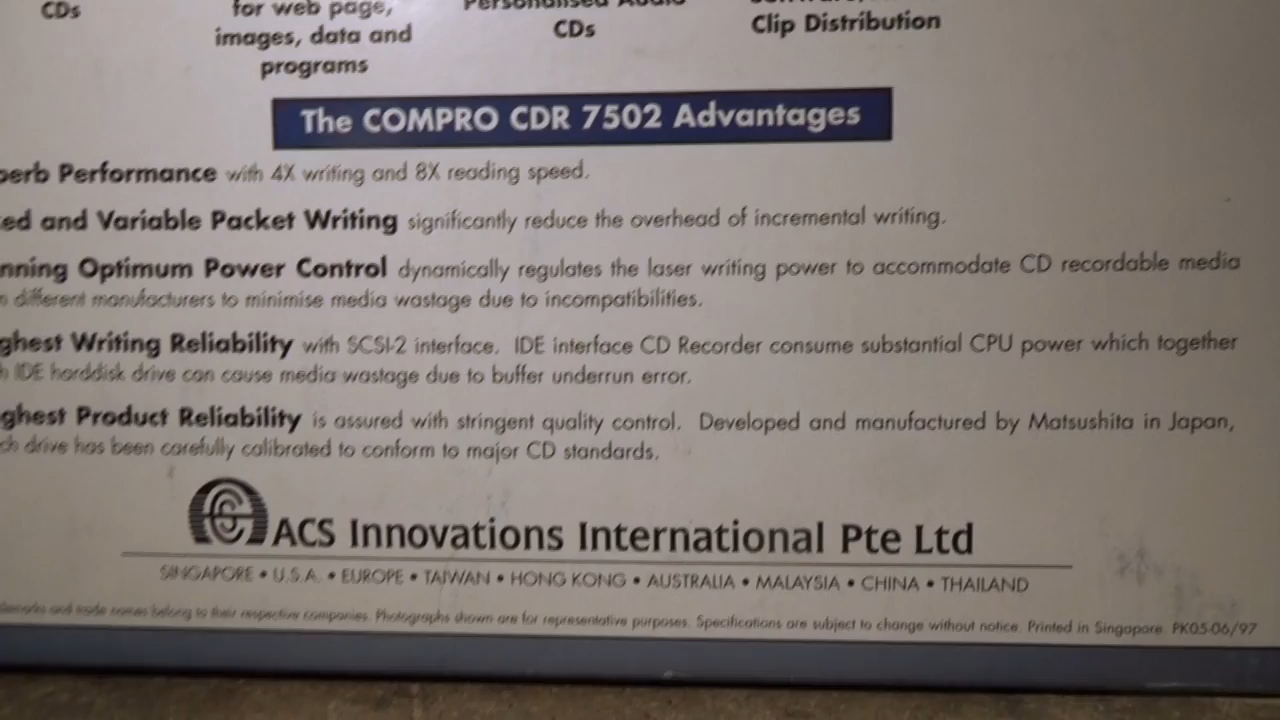 CDs
for web page,
images, data and
programs
CDs
Clip Distribution
The COMPRO CDR 7502 Advantages
Performance with 4X writing and 8X reading speed.
and Variable Packet Writing significantly reduce the overhead of incremental writing.
Optimum Power Control dynamically regulates the laser writing power to accommodate CD recordable media
different manufacturers to minimise media wastage due to incompatibilities.
Writing Reliability with SCSI-2 interface. IDE interface CD Recorder consume substantial CPU power which together
IDE harddisk drive can cause media wastage due to buffer underrun error.
Product Reliability is assured with stringent quality control. Developed and manufactured by Matsushita in Japan,
drive has been carefully calibrated to conform to major CD standards.
ACS Innovations International Pte Ltd
SINGAPORE • U.S.A. • EUROPE • TAIWAN • HONG KONG • AUSTRALIA • MALAYSIA • CHINA • THAILAND
and trade names belong to their respective companies. Photographs shown are for representative purposes. Specifications are subject to change without notice. Printed in Singapore. PK05-06/97